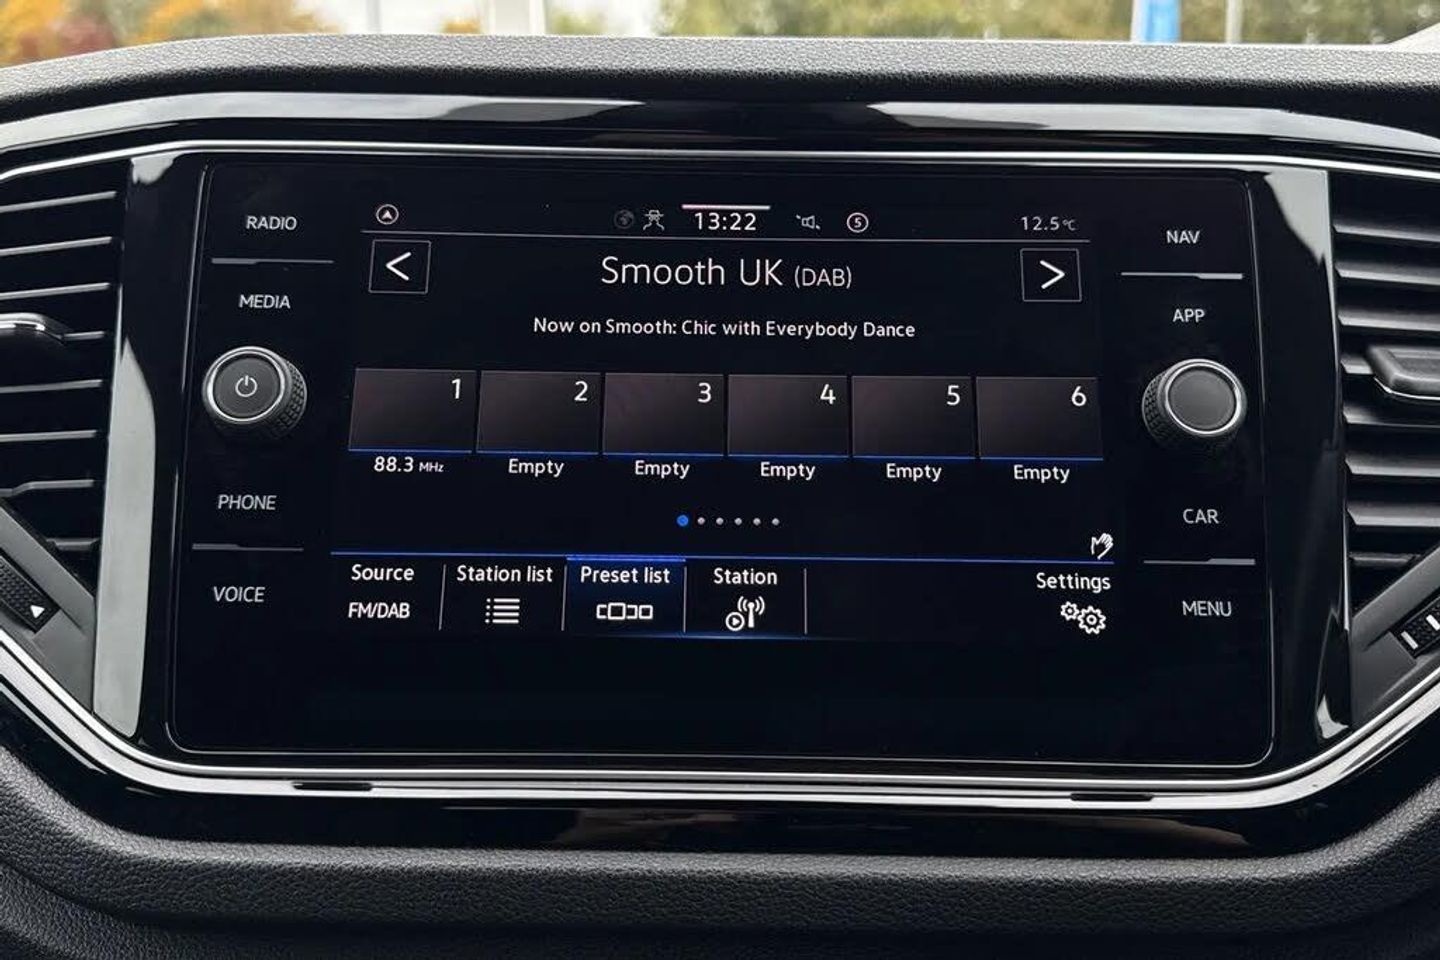 RADIO
MEDIA
PHONE
VOICE
13:22
5
12.5°C
< Smooth UK (DAB) >
Now on Smooth: Chic with Everybody Dance
1 2 3 4 5 6
88.3 MHz Empty Empty Empty Empty Empty
Source Station list Preset list Station Settings
FM/DAB
NAV
APP
CAR
MENU